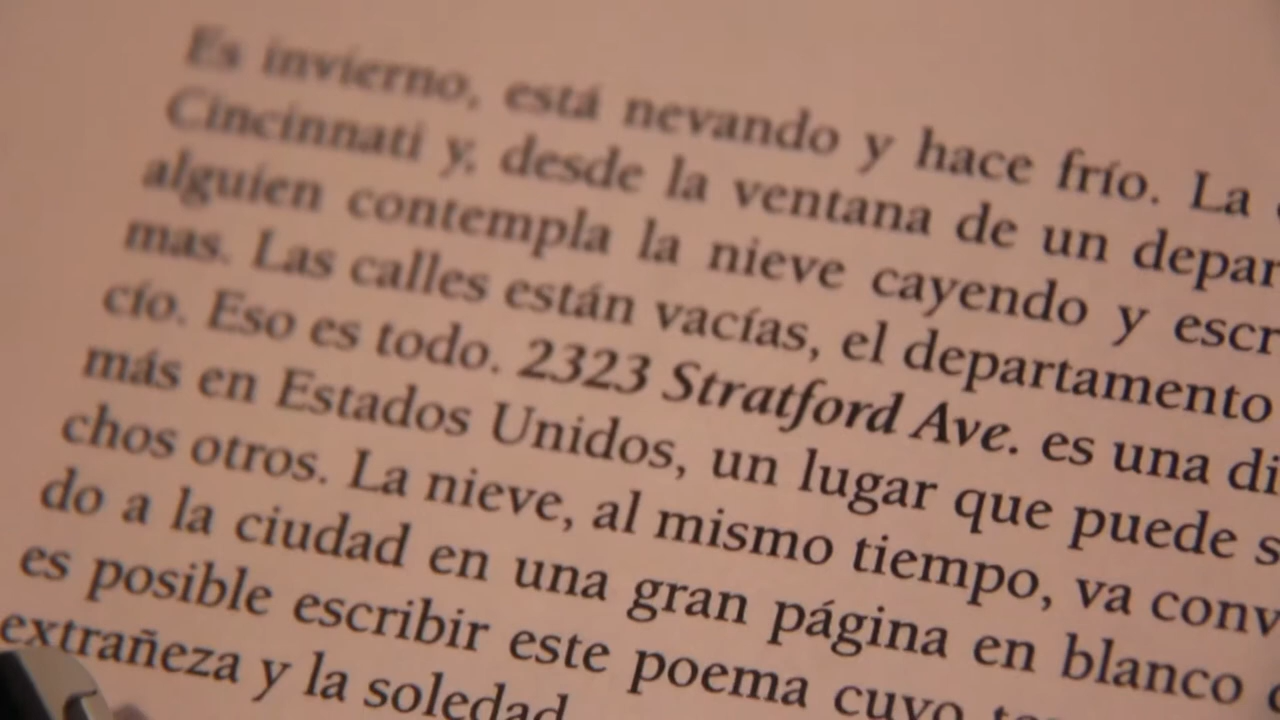 Es invierno, está nevando y hace frío. La
Cincinnati y, desde la ventana de un depar
alguien contempla la nieve cayendo y escr
mas. Las calles están vacías, el departamento
cío. Eso es todo. 2323 Stratford Ave. es una di
más en Estados Unidos, un lugar que puede s
chos otros. La nieve, al mismo tiempo, va conv
do a la ciudad en una gran página en blanco
es posible escribir este poema cuyo
extrañeza y la soledad